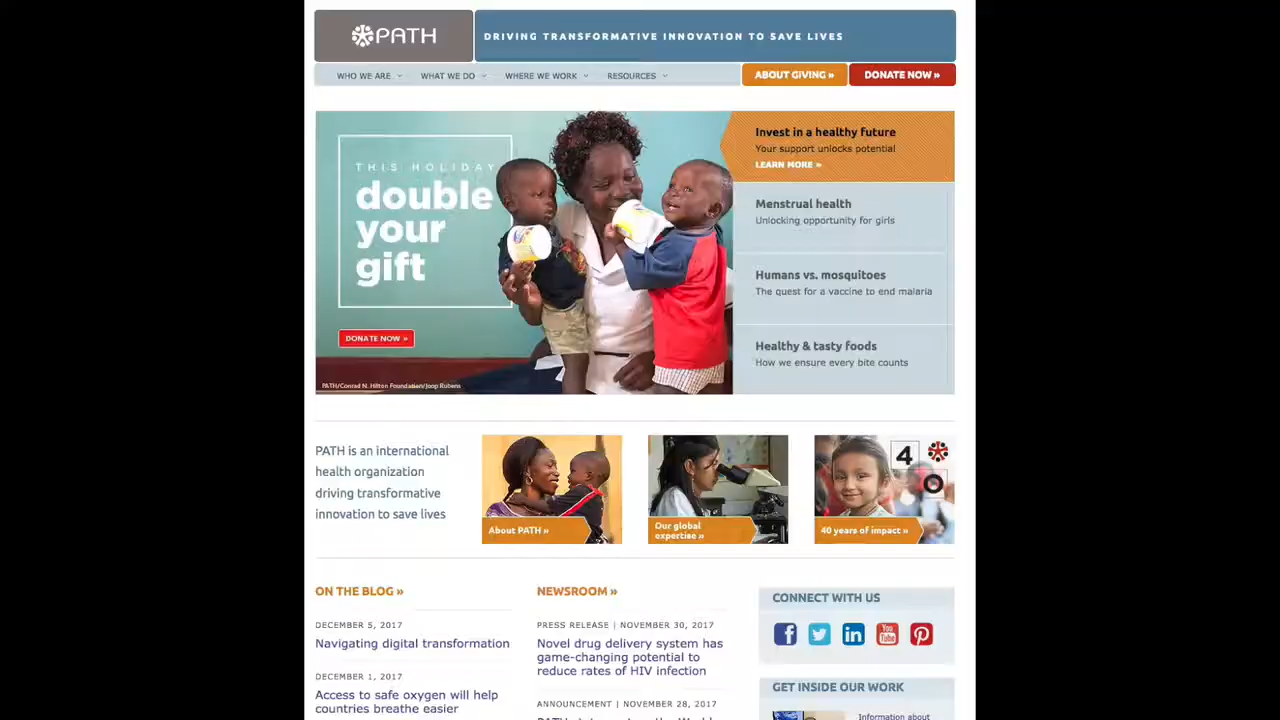 PATH
DRIVING TRANSFORMATIVE INNOVATION TO SAVE LIVES
WHO WE ARE
WHAT WE DO
WHERE WE WORK
RESOURCES
ABOUT GIVING »
DONATE NOW »
THIS HOLIDAY
double
your
gift
DONATE NOW »
PATH/Conrad N. Hilton Foundation/Joop Rubens
Invest in a healthy future
Your support unlocks potential
LEARN MORE »
Menstrual health
Unlocking opportunity for girls
Humans vs. mosquitoes
The quest for a vaccine to end malaria
Healthy & tasty foods
How we ensure every bite counts
PATH is an international
health organization
driving transformative
innovation to save lives
About PATH »
Our global
expertise »
4
0
40 years of impact »
ON THE BLOG »
DECEMBER 5, 2017
Navigating digital transformation
DECEMBER 1, 2017
Access to safe oxygen will help
countries breathe easier
NEWSROOM »
PRESS RELEASE | NOVEMBER 30, 2017
Novel drug delivery system has
game-changing potential to
reduce rates of HIV infection
ANNOUNCEMENT | NOVEMBER 28, 2017
CONNECT WITH US
You
Tube
GET INSIDE OUR WORK
Information about